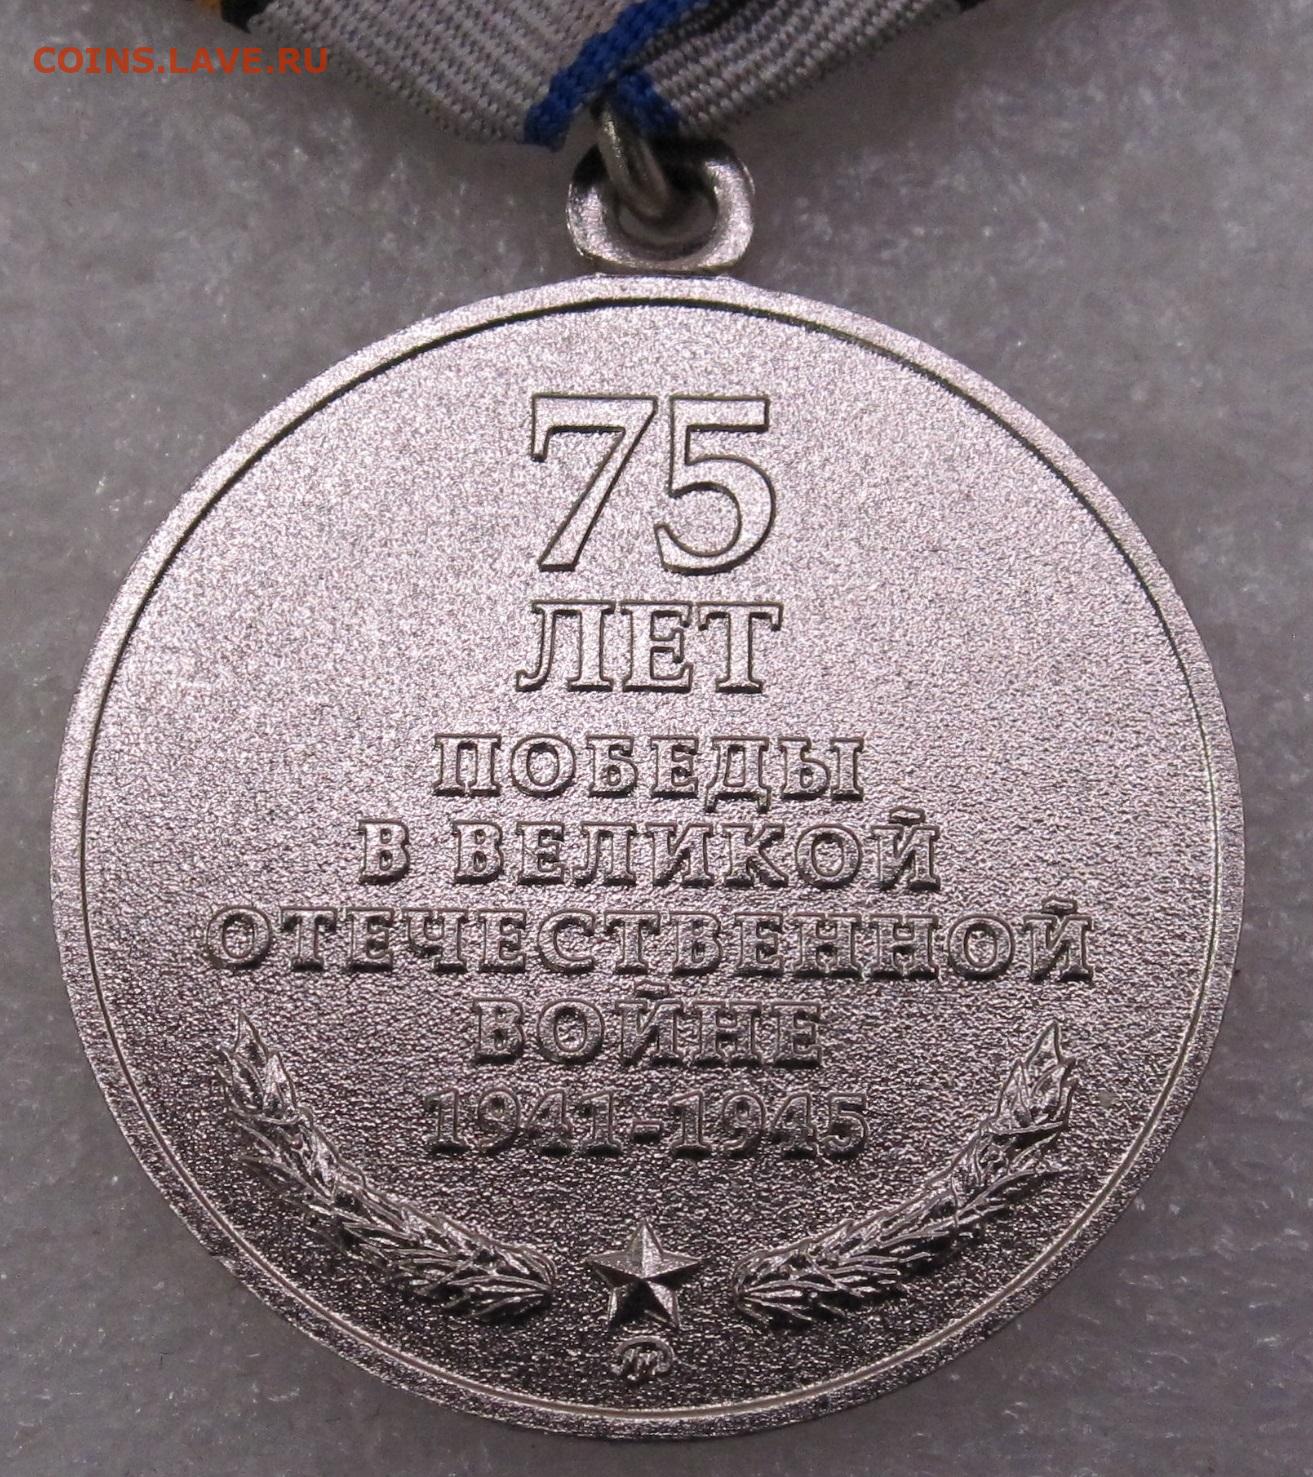 COINS.LAVE.RU
75
ЛЕТ
ПОБЕДЫ
В ВЕЛИКОЙ
ОТЕЧЕСТВЕННОЙ
ВОЙНЕ
1941-1945